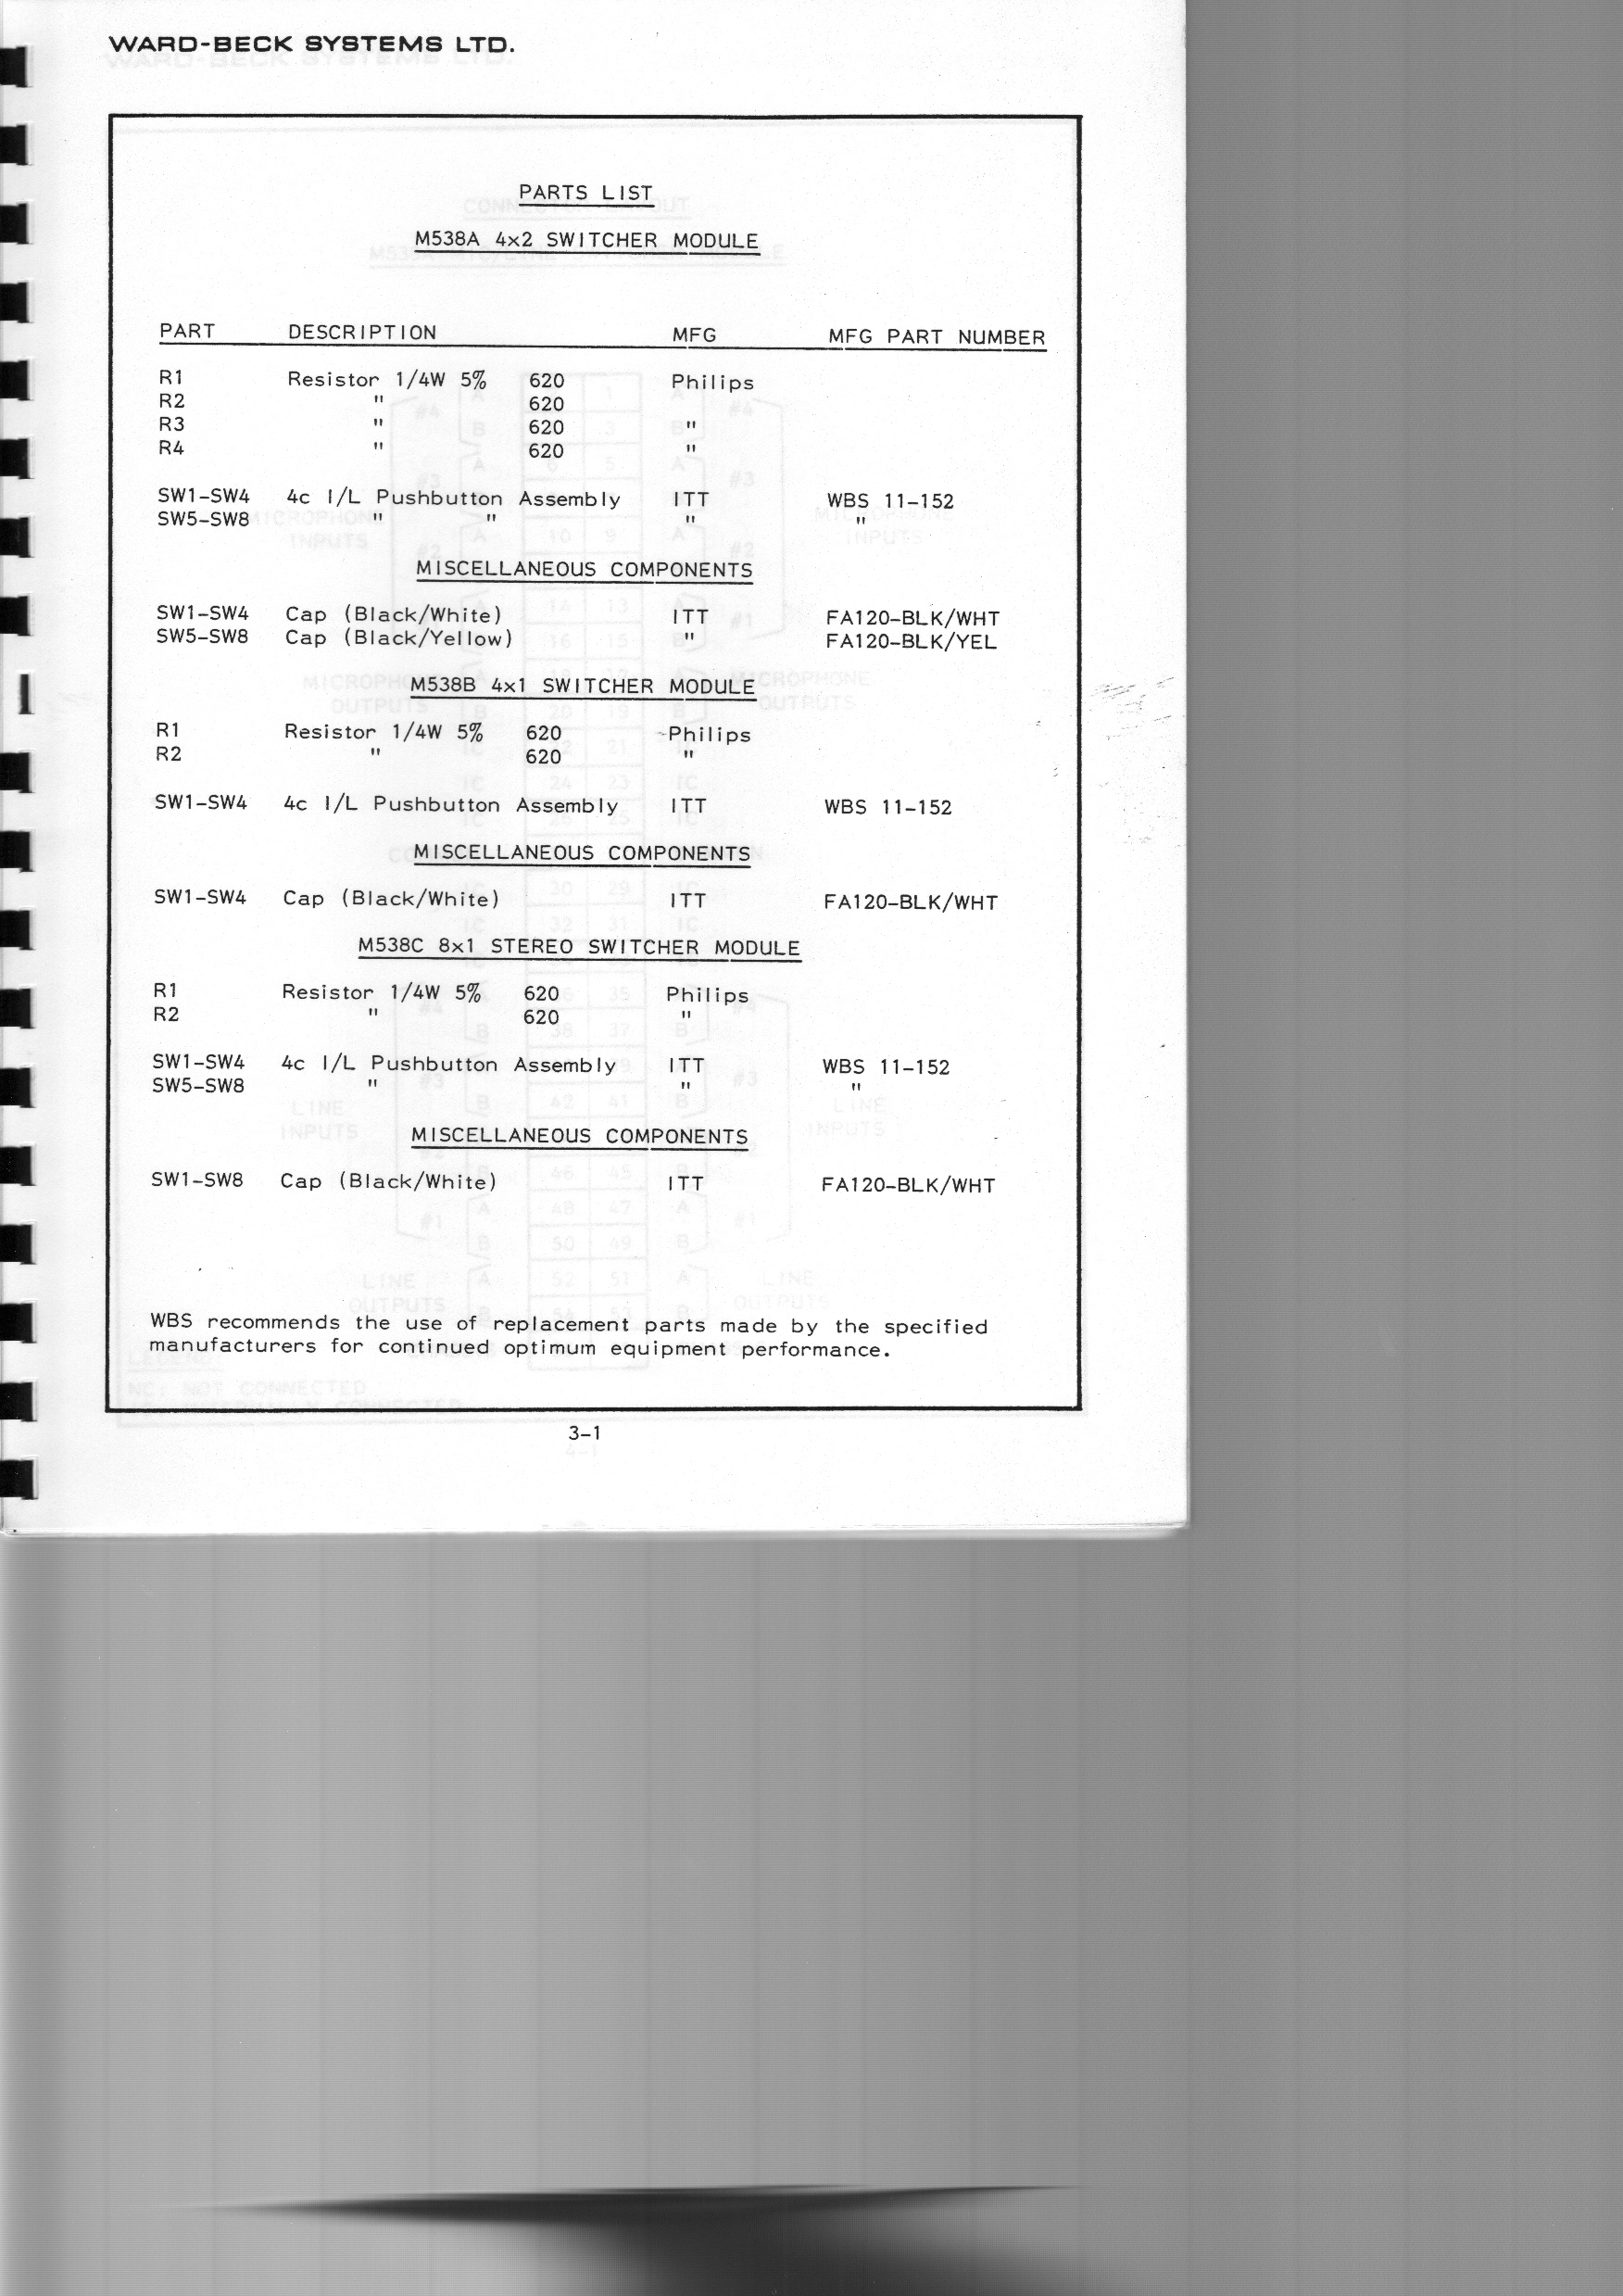 WARD-BECK SYSTEMS LTD.
PARTS LIST
M538A 4x2 SWITCHER MODULE
PART DESCRIPTION MFG MFG PART NUMBER
R1 Resistor 1/4W 5% 620 Philips
R2 " 620
R3 " 620 "
R4 " 620 "
SW1-SW4 4c I/L Pushbutton Assembly ITT WBS 11-152
SW5-SW8 " " " "
MISCELLANEOUS COMPONENTS
SW1-SW4 Cap (Black/White) ITT FA120-BLK/WHT
SW5-SW8 Cap (Black/Yellow) " FA120-BLK/YEL
M538B 4x1 SWITCHER MODULE
R1 Resistor 1/4W 5% 620 Philips
R2 " 620 "
SW1-SW4 4c I/L Pushbutton Assembly ITT WBS 11-152
MISCELLANEOUS COMPONENTS
SW1-SW4 Cap (Black/White) ITT FA120-BLK/WHT
M538C 8x1 STEREO SWITCHER MODULE
R1 Resistor 1/4W 5% 620 Philips
R2 " 620 "
SW1-SW4 4c I/L Pushbutton Assembly ITT WBS 11-152
SW5-SW8 " " "
MISCELLANEOUS COMPONENTS
SW1-SW8 Cap (Black/White) ITT FA120-BLK/WHT
WBS recommends the use of replacement parts made by the specified
manufacturers for continued optimum equipment performance.
3-1